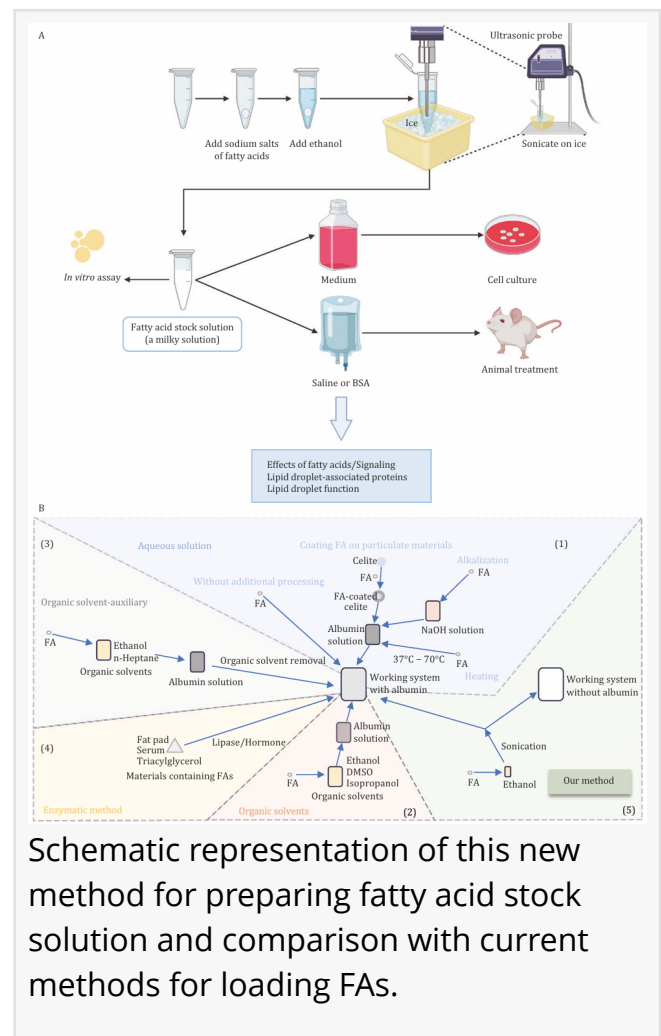 A
Ultrasonic probe
Ice
Add sodium salts
of fatty acids
Add ethanol
Sonicate on ice
In vitro assay
Medium
Cell culture
Fatty acid stock solution
(a milky solution)
Saline or BSA
Animal treatment
Effects of fatty acids/Signaling
Lipid droplet-associated proteins
Lipid droplet function
B
(3)
Aqueous solution
Coating FA on particulate materials
(1)
Celite
Alkalization
FA
FA
Without additional processing
FA
FA-coated
celite
Organic solvent-auxiliary
Albumin
solution
NaOH solution
FA
Ethanol
n-Heptane
Organic solvents
Albumin solution
Organic solvent removal
37°C – 70°C
FA
Heating
Working system
with albumin
Working system
without albumin
(4)
Fat pad
Serum
Triacylglycerol
Materials containing FAs
Lipase/Hormone
Albumin
solution
Ethanol
DMSO
Isopropanol
FA
Organic solvents
Sonication
FA
Ethanol
Our method
Enzymatic method
Organic solvents
(2)
(5)
Schematic representation of this new
method for preparing fatty acid stock
solution and comparison with current
methods for loading FAs.